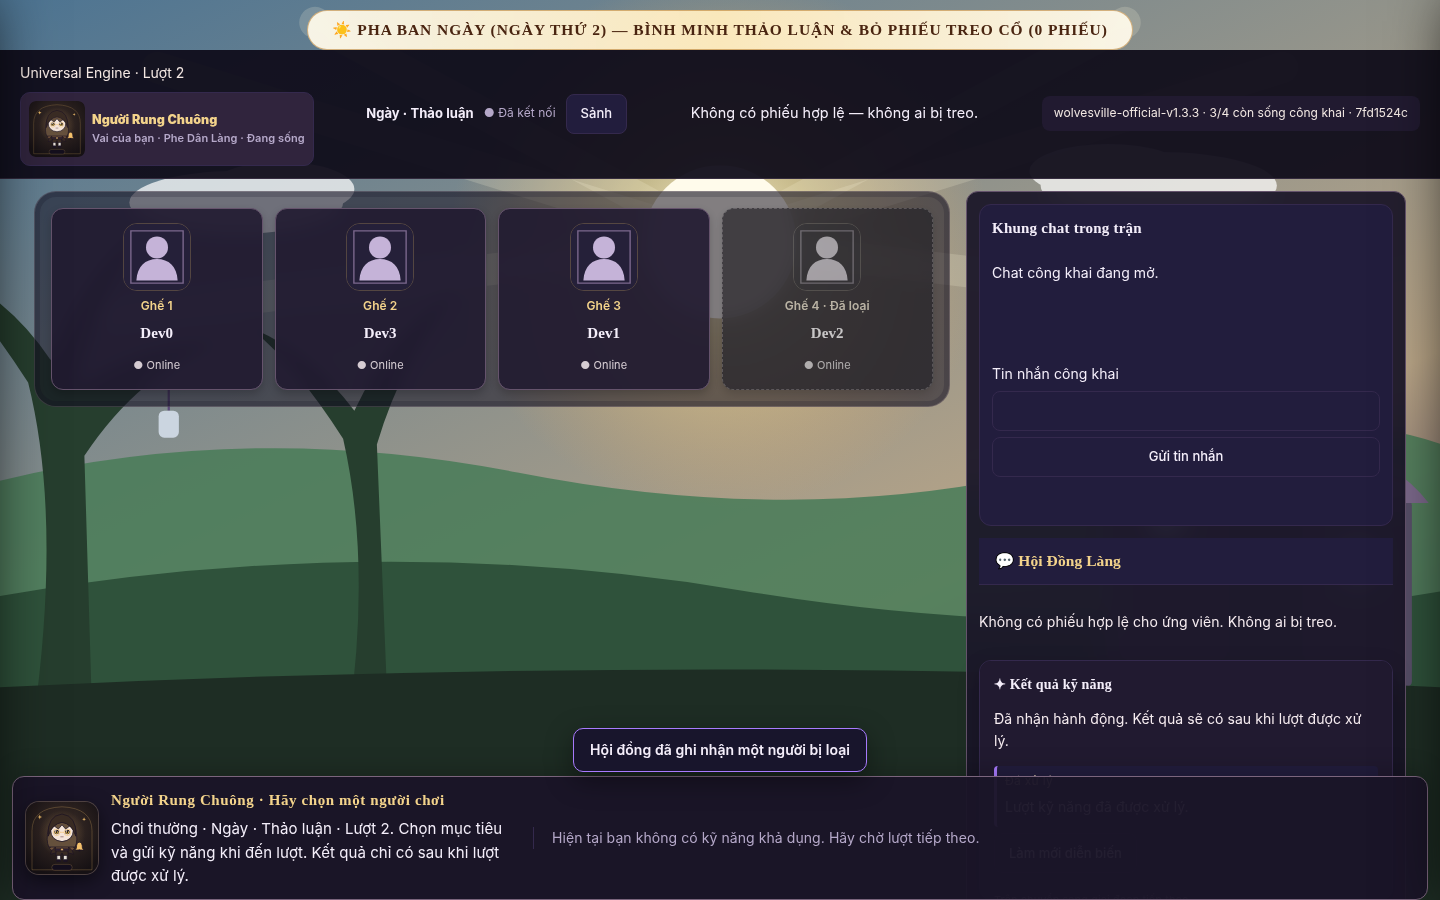 ☀️ PHA BAN NGÀY (NGÀY THỨ 2) — BÌNH MINH THẢO LUẬN & BỎ PHIẾU TREO CỔ (0 PHIẾU)
Universal Engine · Lượt 2
Người Rung Chuông
Vai của bạn · Phe Dân Làng · Đang sống
Ngày · Thảo luận
Đã kết nối
Sảnh
Không có phiếu hợp lệ — không ai bị treo.
wolvesville-official-v1.3.3 · 3/4 còn sống công khai · 7fd1524c
Ghế 1
Dev0
Online
Ghế 2
Dev3
Online
Ghế 3
Dev1
Online
Ghế 4 · Đã loại
Dev2
Online
Khung chat trong trận
Chat công khai đang mở.
Tin nhắn công khai
Gửi tin nhắn
💬 Hội Đồng Làng
Không có phiếu hợp lệ cho ứng viên. Không ai bị treo.
✦ Kết quả kỹ năng
Đã nhận hành động. Kết quả sẽ có sau khi lượt được xử
lý.
Lượt kỹ năng đã được xử lý
Làm mới diễn biến
Hội đồng đã ghi nhận một người bị loại
Người Rung Chuông · Hãy chọn một người chơi
Chơi thường · Ngày · Thảo luận · Lượt 2. Chọn mục tiêu
và gửi kỹ năng khi đến lượt. Kết quả chỉ có sau khi lượt
được xử lý.
Hiện tại bạn không có kỹ năng khả dụng. Hãy chờ lượt tiếp theo.